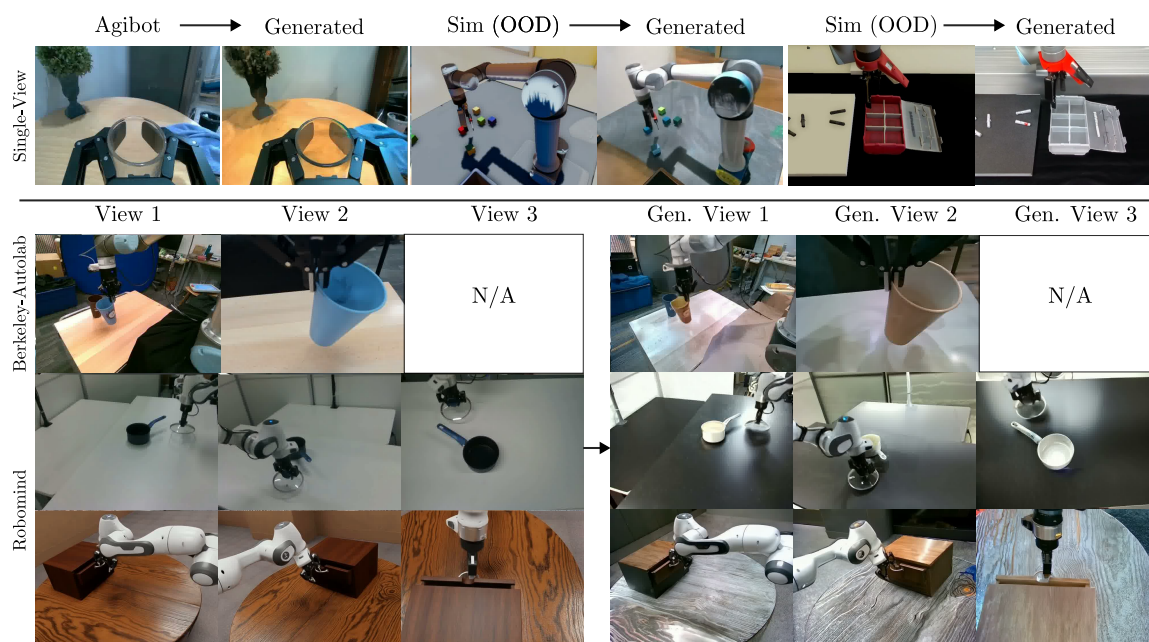 Agibot Generated Sim (OOD) Generated Sim (OOD) Generated
Single-View
View 1 View 2 View 3 Gen. View 1 Gen. View 2 Gen. View 3
Berkeley-Autolab
N/A N/A
Robomind